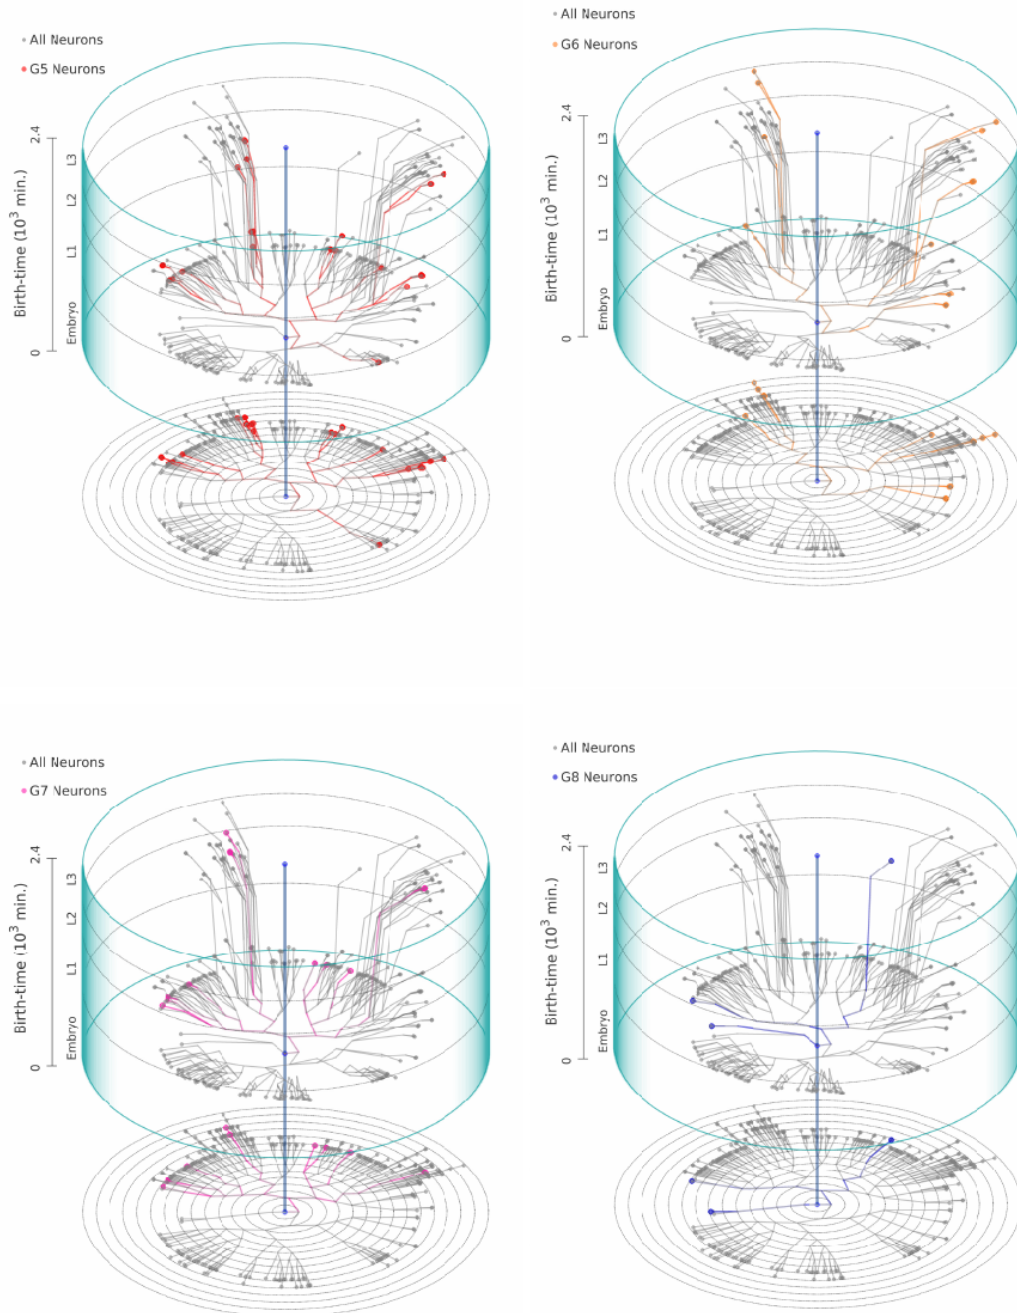 All Neurons
G5 Neurons
Birth-time (10³ min.)
2.4
0
L3
L2
L1
Embryo
All Neurons
G6 Neurons
Birth-time (10³ min.)
2.4
0
L3
L2
L1
Embryo
All Neurons
G7 Neurons
Birth-time (10³ min.)
2.4
0
L3
L2
L1
Embryo
All Neurons
G8 Neurons
Birth-time (10³ min.)
2.4
0
L3
L2
L1
Embryo